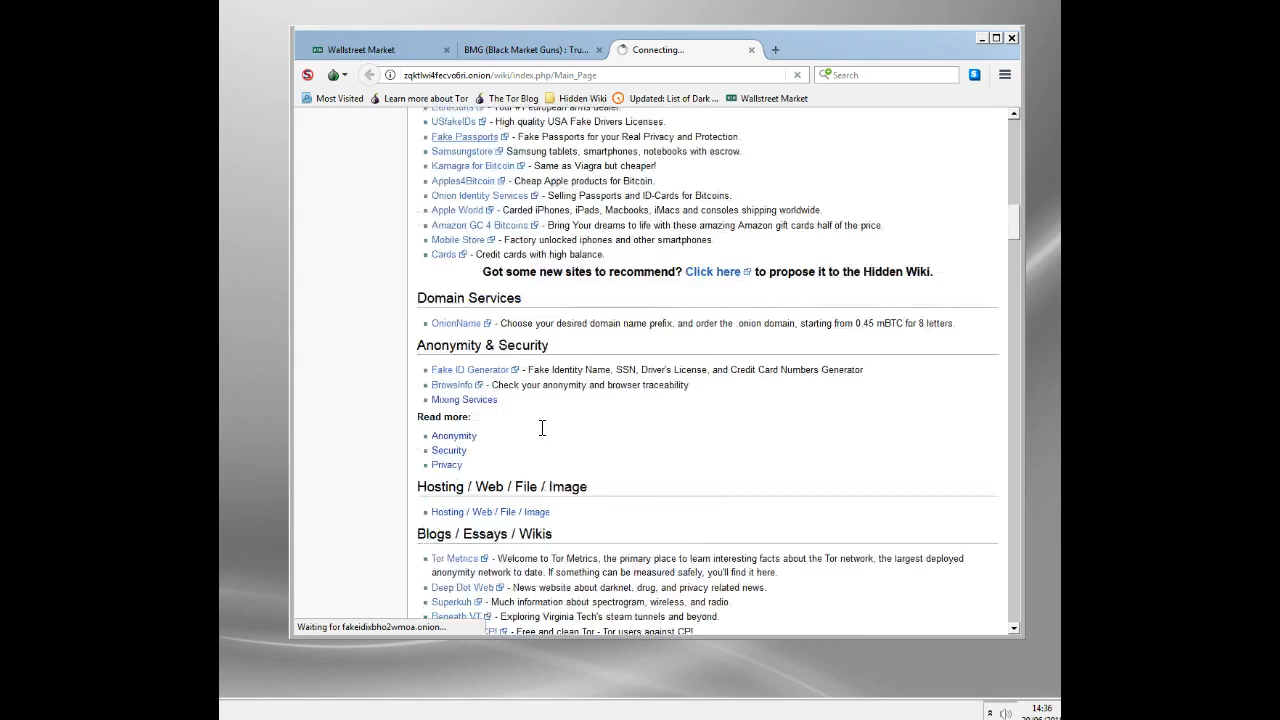 Wallstreet Market
BMG (Black Market Guns) : Tru...
Connecting...
zqktlwi4fecvo6ri.onion/wiki/index.php/Main_Page
Search
Most Visited
Learn more about Tor
The Tor Blog
Hidden Wiki
Updated: List of Dark ...
Wallstreet Market
USfakeIDs - High quality USA Fake Drivers Licenses.
Fake Passports - Fake Passports for your Real Privacy and Protection.
Samsungstore Samsung tablets, smartphones, notebooks with escrow.
Kamagra for Bitcoin - Same as Viagra but cheaper!
Apples4Bitcoin - Cheap Apple products for Bitcoin.
Onion Identity Services - Selling Passports and ID-Cards for Bitcoins.
Apple World - Carded iPhones, iPads, Macbooks, iMacs and consoles shipping worldwide.
Amazon GC 4 Bitcoins - Bring Your dreams to life with these amazing Amazon gift cards half of the price.
Mobile Store - Factory unlocked iphones and other smartphones.
Cards - Credit cards with high balance.
Got some new sites to recommend? Click here to propose it to the Hidden Wiki.
Domain Services
OnionName - Choose your desired domain name prefix, and order the .onion domain, starting from 0.45 mBTC for 8 letters.
Anonymity & Security
Fake ID Generator - Fake Identity Name, SSN, Driver's License, and Credit Card Numbers Generator
BrowsInfo - Check your anonymity and browser traceability
Mixing Services
Read more:
Anonymity
Security
Privacy
Hosting / Web / File / Image
Hosting / Web / File / Image
Blogs / Essays / Wikis
Tor Metrics - Welcome to Tor Metrics, the primary place to learn interesting facts about the Tor network, the largest deployed
anonymity network to date. If something can be measured safely, you'll find it here.
Deep Dot Web - News website about darknet, drug, and privacy related news.
Superkuh - Much information about spectrogram, wireless, and radio.
Beneath VT - Exploring Virginia Tech's steam tunnels and beyond.
CP! - Free and clean Tor - Tor users against CP!
Waiting for fakeidixbho2wmoa.onion...
14:36